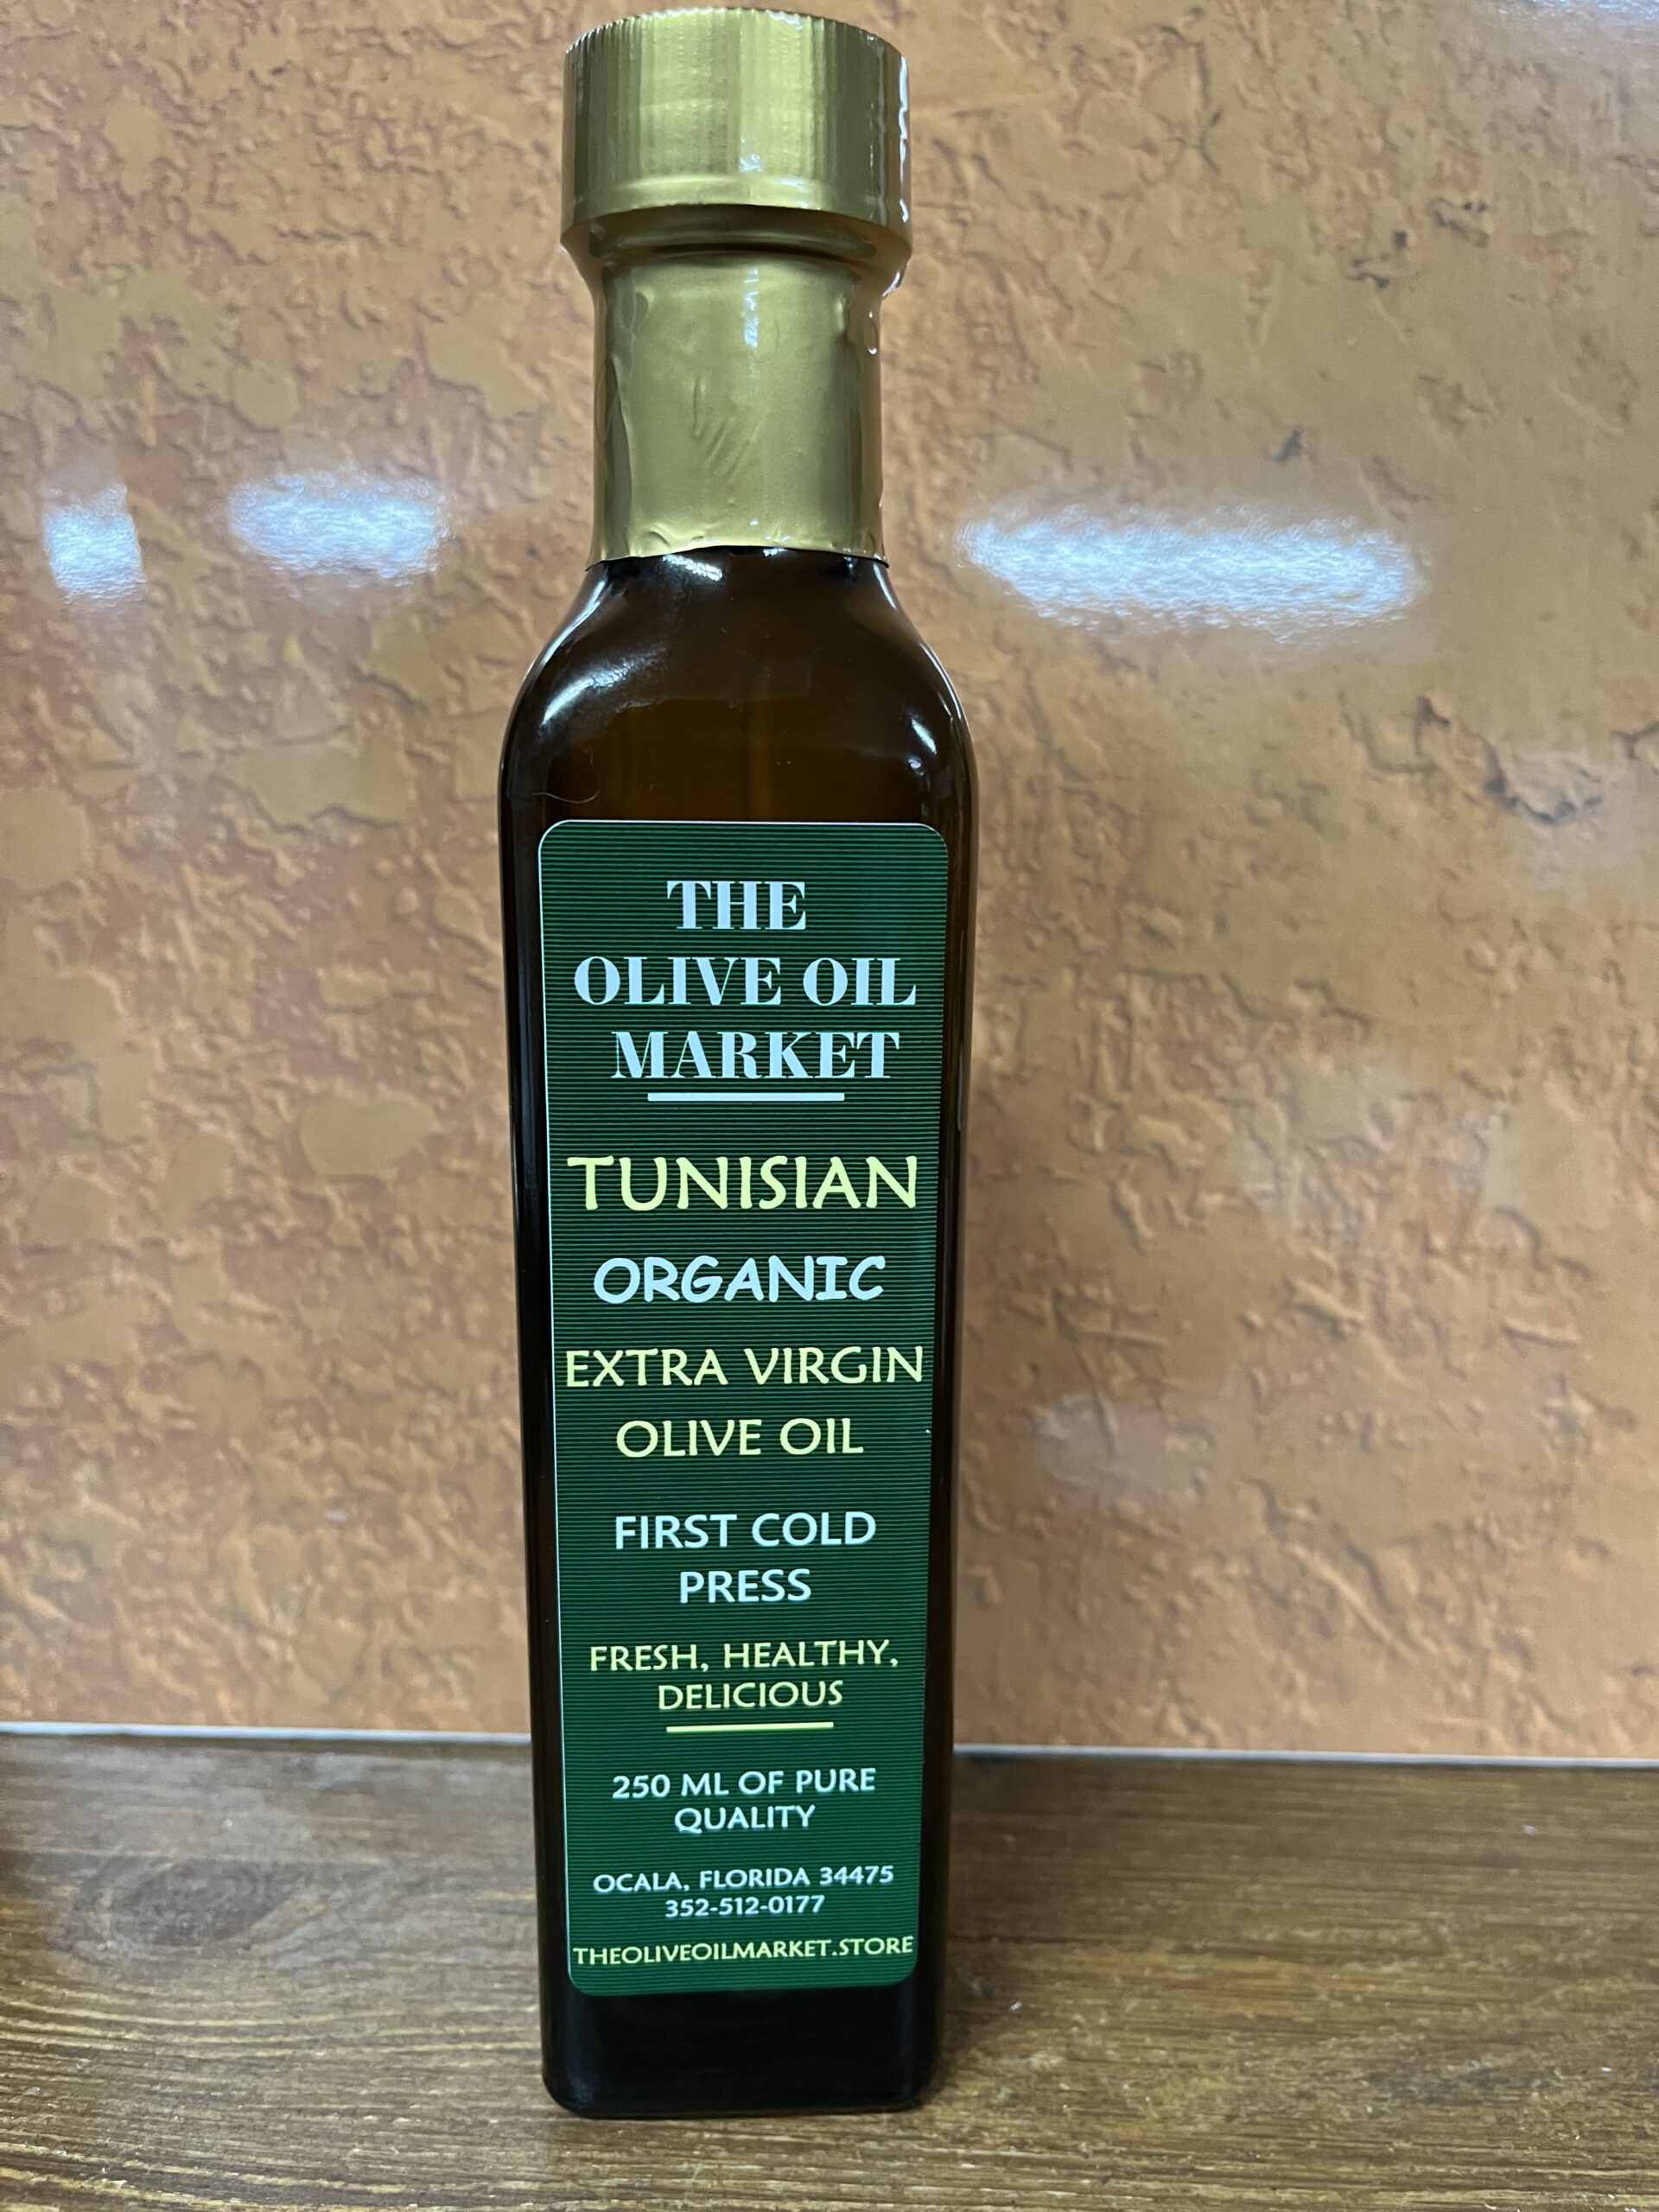 THE
OLIVE OIL
MARKET
TUNISIAN
ORGANIC
EXTRA VIRGIN
OLIVE OIL
FIRST COLD
PRESS
FRESH, HEALTHY,
DELICIOUS
250 ML OF PURE
QUALITY
OCALA, FLORIDA 34475
352-512-0177
THEOLIVEOILMARKET.STORE